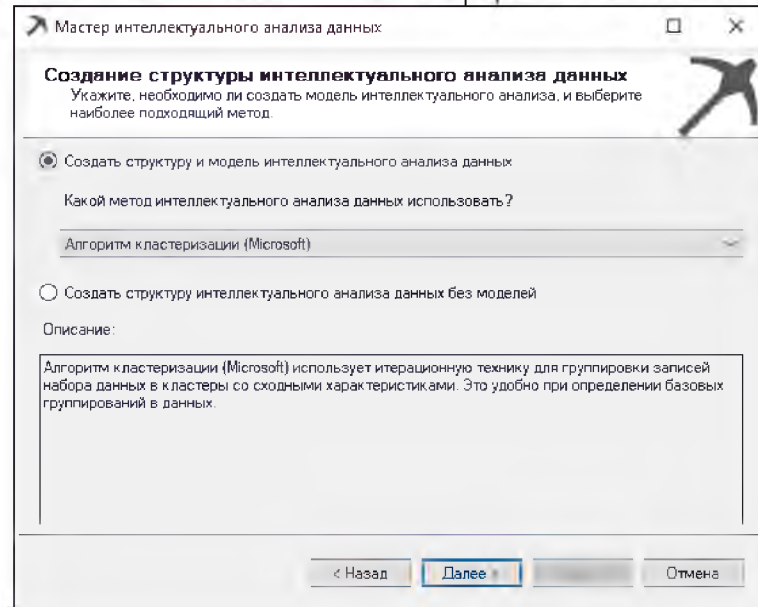 Мастер интеллектуального анализа данных
Создание структуры интеллектуального анализа данных
Укажите, необходимо ли создать модель интеллектуального анализа, и выберите
наиболее подходящий метод.
Создать структуру и модель интеллектуального анализа данных
Какой метод интеллектуального анализа данных использовать?
Алгоритм кластеризации (Microsoft)
Создать структуру интеллектуального анализа данных без моделей
Описание:
Алгоритм кластеризации (Microsoft) использует итерационную технику для группировки записей
набора данных в кластеры со сходными характеристиками. Это удобно при определении базовых
группирований в данных.
< Назад Далее > Отмена